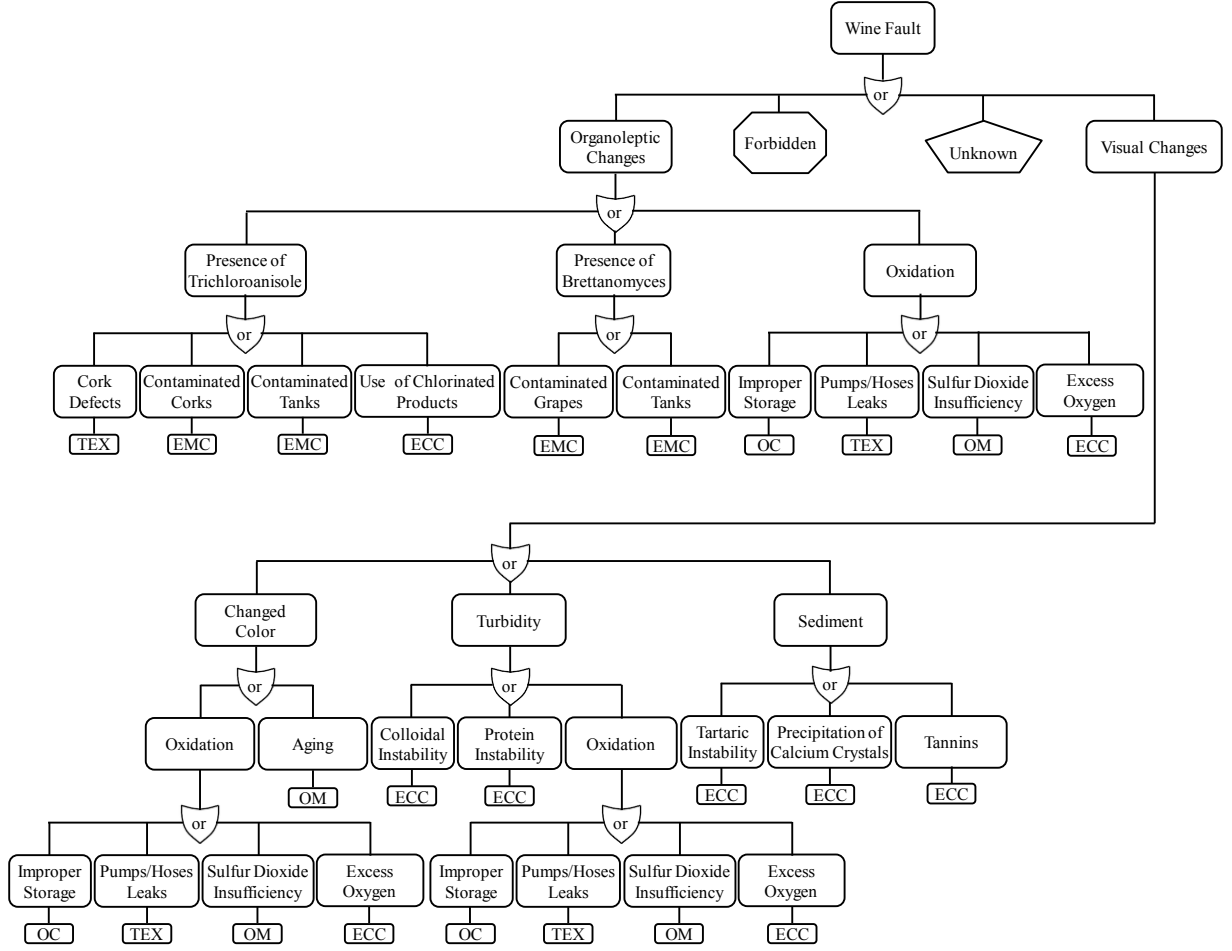 Wine Fault
or
Organoleptic
Changes
Forbidden
Unknown
Visual Changes
or
Presence of
Trichloroanisole
Presence of
Brettanomyces
Oxidation
or
or
or
Cork
Defects
Contaminated
Corks
Contaminated
Tanks
Use of Chlorinated
Products
Contaminated
Grapes
Contaminated
Tanks
Improper
Storage
Pumps/Hoses
Leaks
Sulfur Dioxide
Insufficiency
Excess
Oxygen
TEX
EMC
EMC
ECC
EMC
EMC
OC
TEX
OM
ECC
or
Changed
Color
Turbidity
Sediment
or
or
or
Oxidation
Aging
Colloidal
Instability
Protein
Instability
Oxidation
Tartaric
Instability
Precipitation of
Calcium Crystals
Tannins
OM
ECC
ECC
ECC
ECC
ECC
or
or
Improper
Storage
Pumps/Hoses
Leaks
Sulfur Dioxide
Insufficiency
Excess
Oxygen
Improper
Storage
Pumps/Hoses
Leaks
Sulfur Dioxide
Insufficiency
Excess
Oxygen
OC
TEX
OM
ECC
OC
TEX
OM
ECC